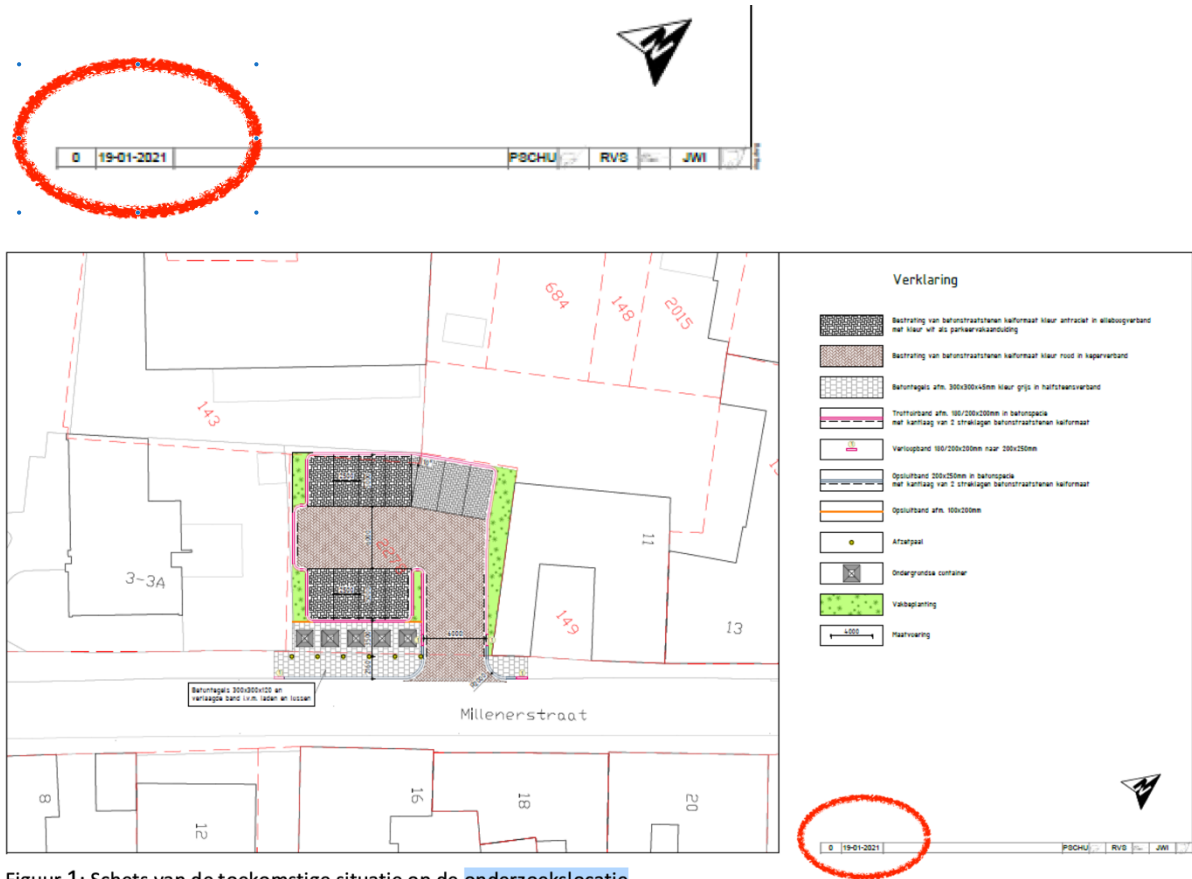 N
0 19-01-2021 PSCHU RVS JWI
Verklaring
Bestrating van betonstraatstenen keiformaat kleur antraciet in elleboogverband
met kleur wit als parkeervakaanduiding
Bestrating van betonstraatstenen keiformaat kleur rood in keperverband
Betontegels afm. 300x300x45mm kleur grijs in halfsteensverband
Trottoirband afm. 180/200x200mm in betonspecie
met kantlaag van 2 streklagen betonstraatstenen keiformaat
Verloopband 180/200x200mm naar 200x250mm
Opsluitband 200x250mm in betonspecie
met kantlaag van 2 streklagen betonstraatstenen keiformaat
Opsluitband afm. 100x200mm
Afzetpaal
Ondergrondse container
Vakbeplanting
4000
Maatvoering
684
148
2015
143
3-3A
11
149
13
6000
Betontegels 300x300x120 en
verlaagde band i.v.m. laden en lossen
Millenerstraat
8
12
16
18
20
N
0 19-01-2021 PSCHU RVS JWI
Figuur 1: Schets van de toekomstige situatie op de onderzoekslocatie